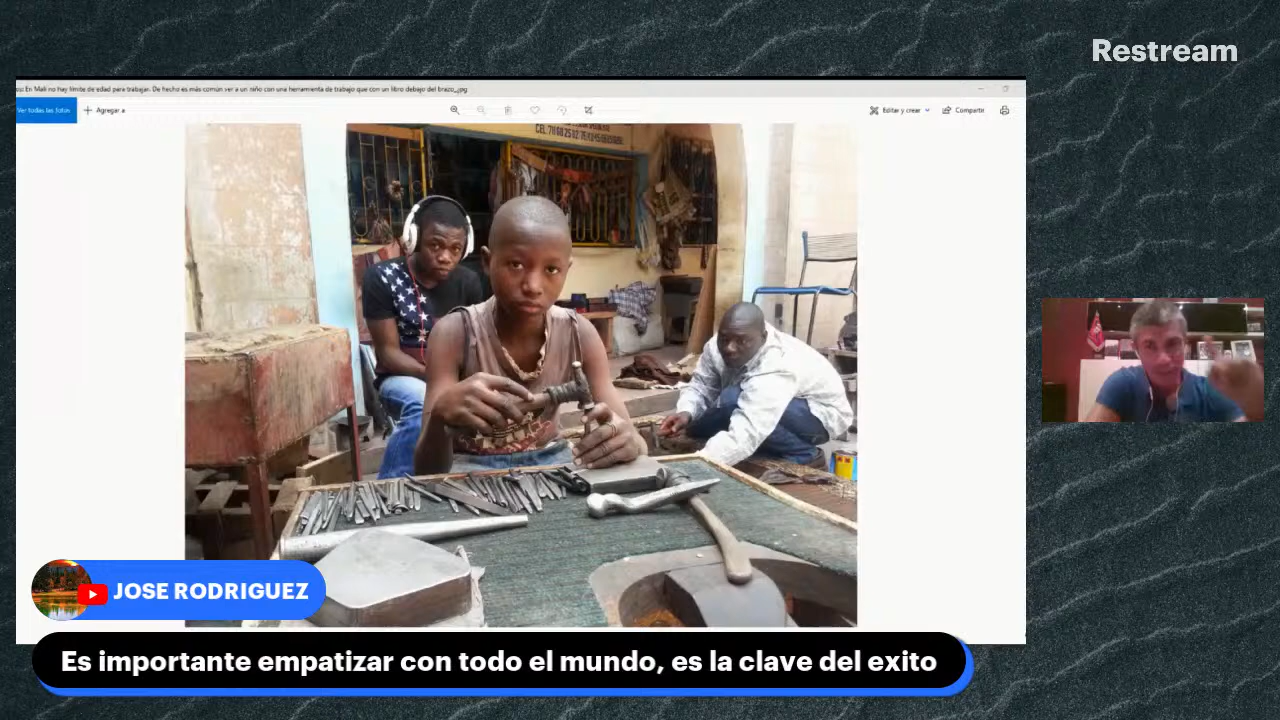 Restream
En Mali no hay límite de edad para trabajar. De hecho es más común ver a un niño con una herramienta de trabajo que con un libro debajo del brazo_.jpg
Ver todas las fotos
Agregar a
Editar y crear
Compartir
JOSE RODRIGUEZ
Es importante empatizar con todo el mundo, es la clave del exito